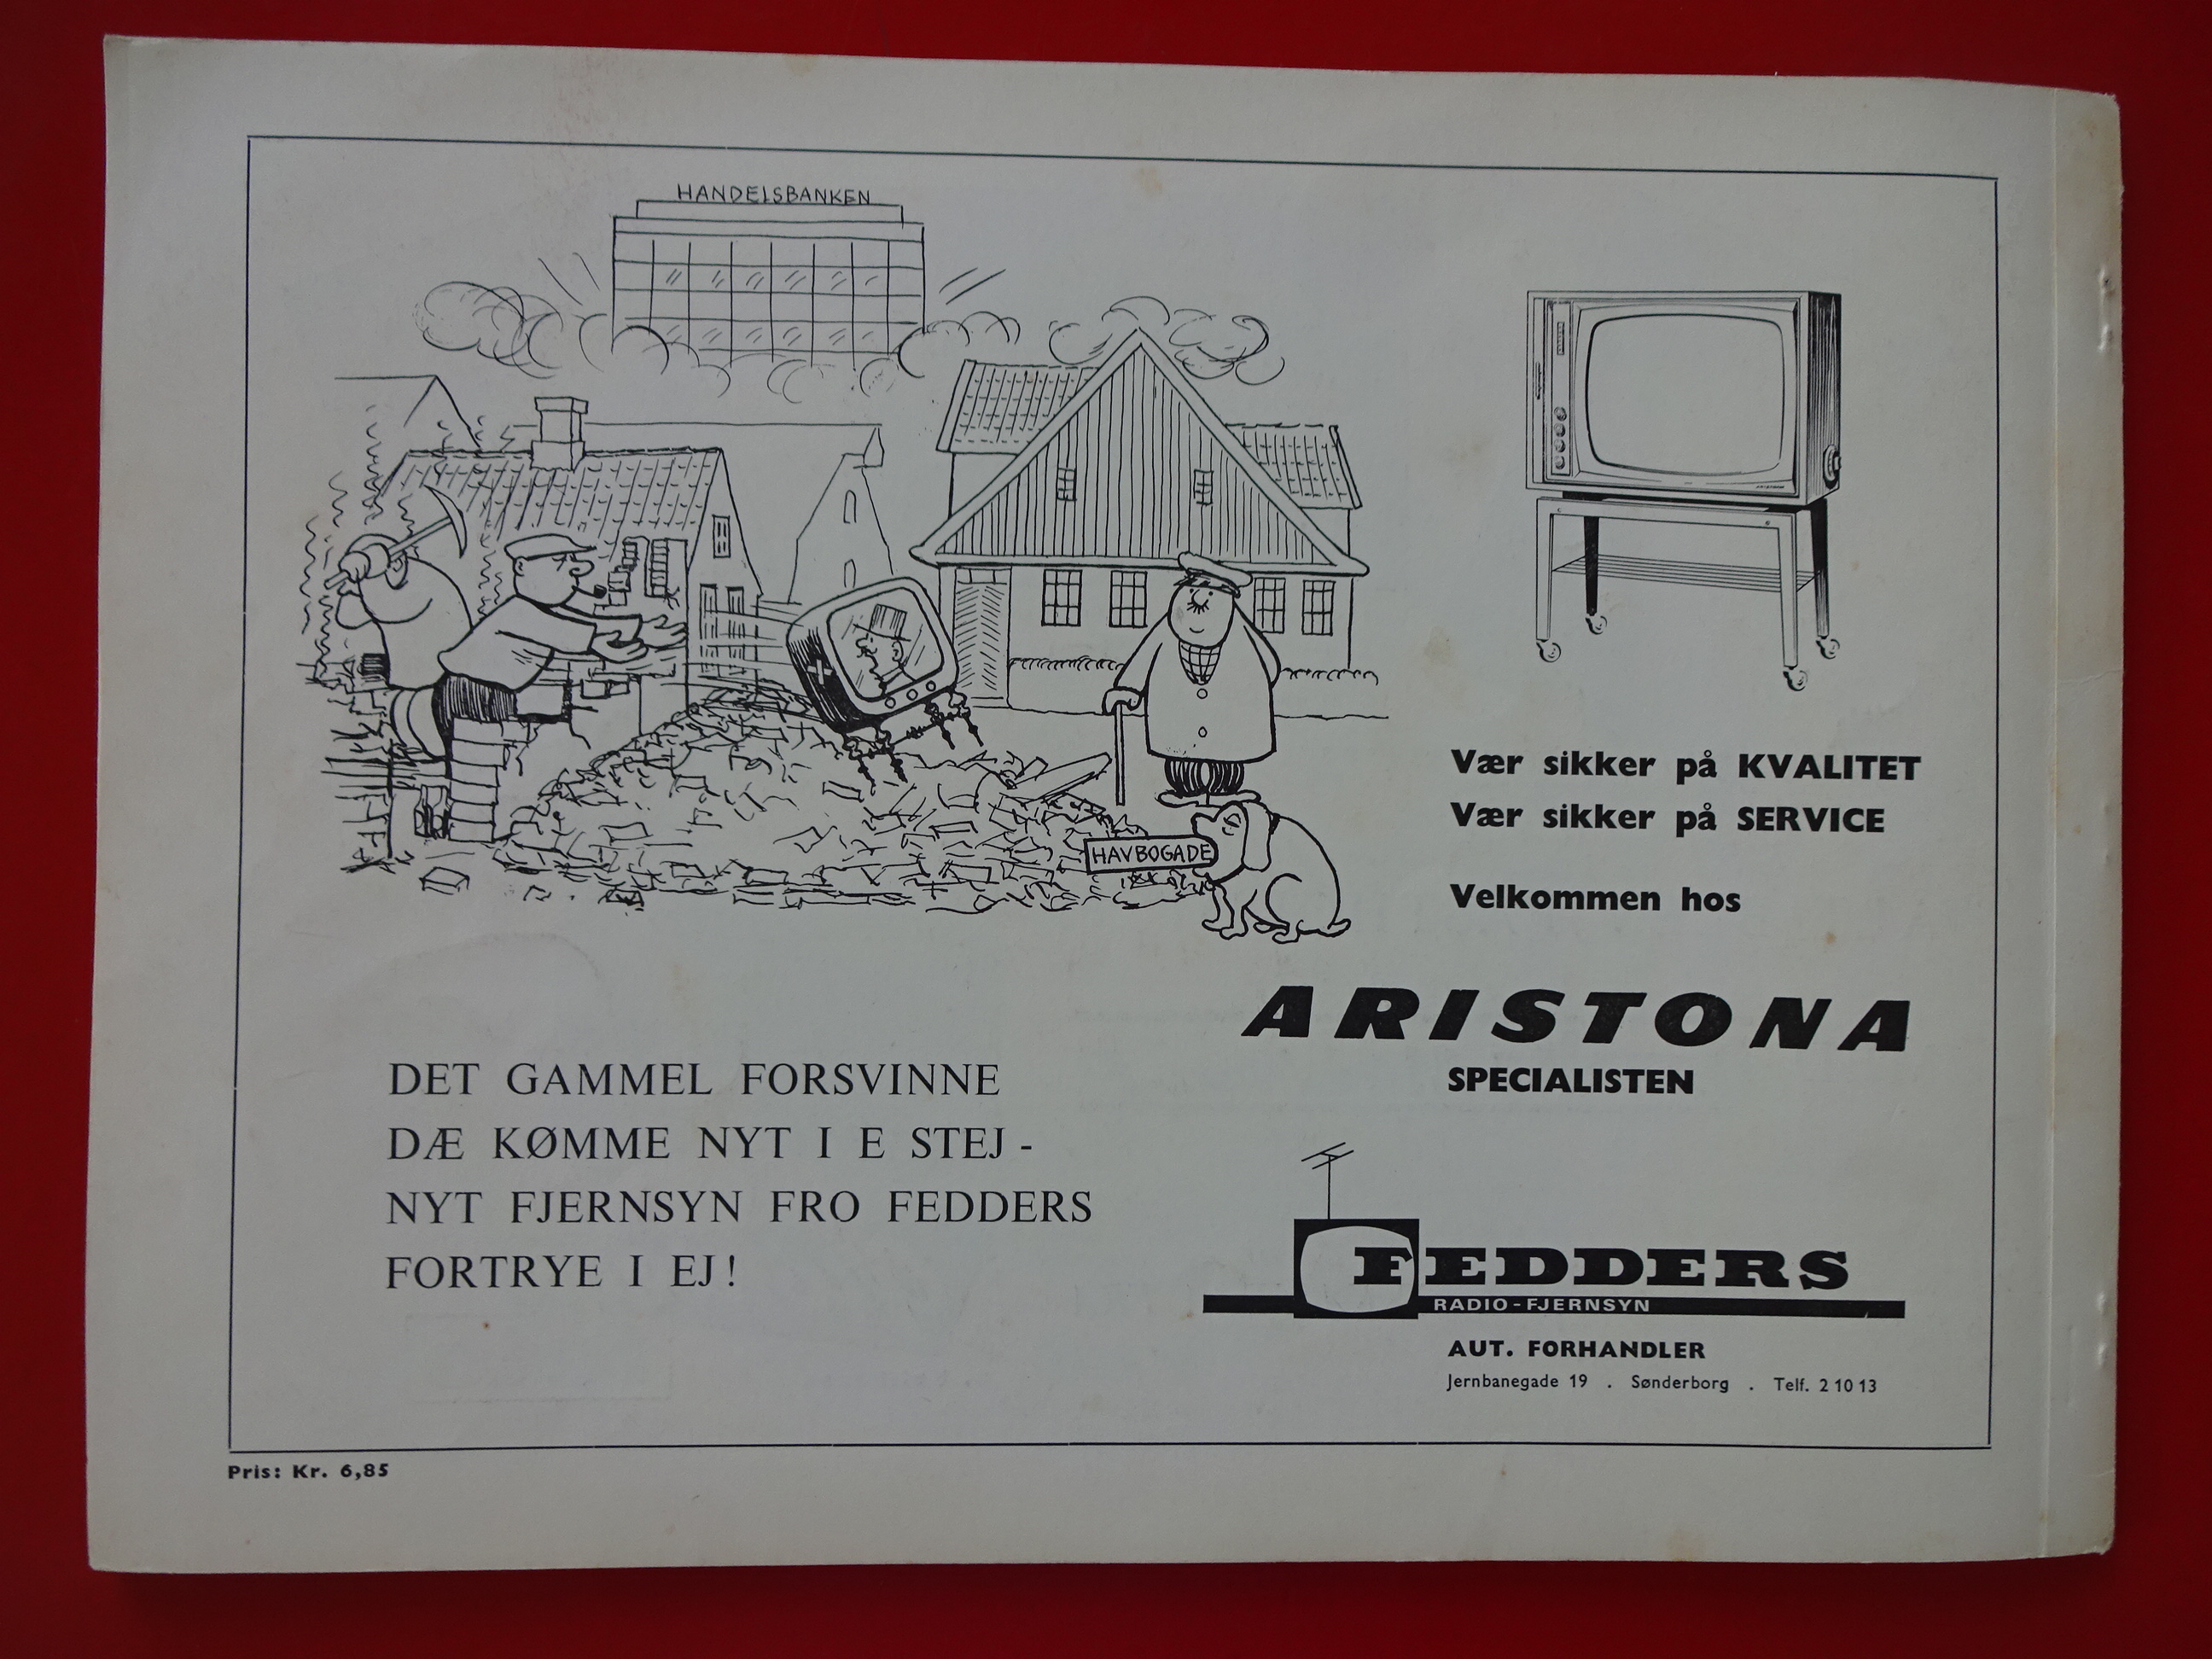 HANDELSBANKEN
HAVBOGADE
Vær sikker på KVALITET
Vær sikker på SERVICE
Velkommen hos
ARISTONA
SPECIALISTEN
DET GAMMEL FORSVINNE
DÆ KØMME NYT I E STEJ -
NYT FJERNSYN FRO FEDDERS
FORTRYE I EJ!
FEDDERS
RADIO-FJERNSYN
AUT. FORHANDLER
Jernbanegade 19 . Sønderborg . Telf. 2 10 13
Pris: Kr. 6,85